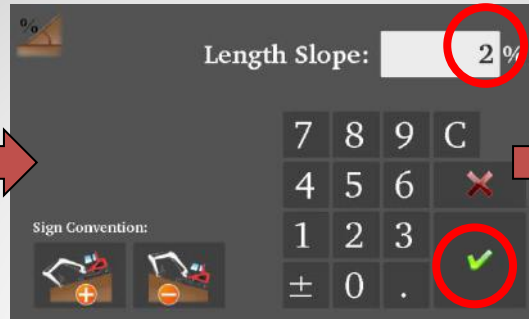 %
Length Slope: 2 %
7 8 9 C
4 5 6
Sign Convention:
1 2 3
± 0 .